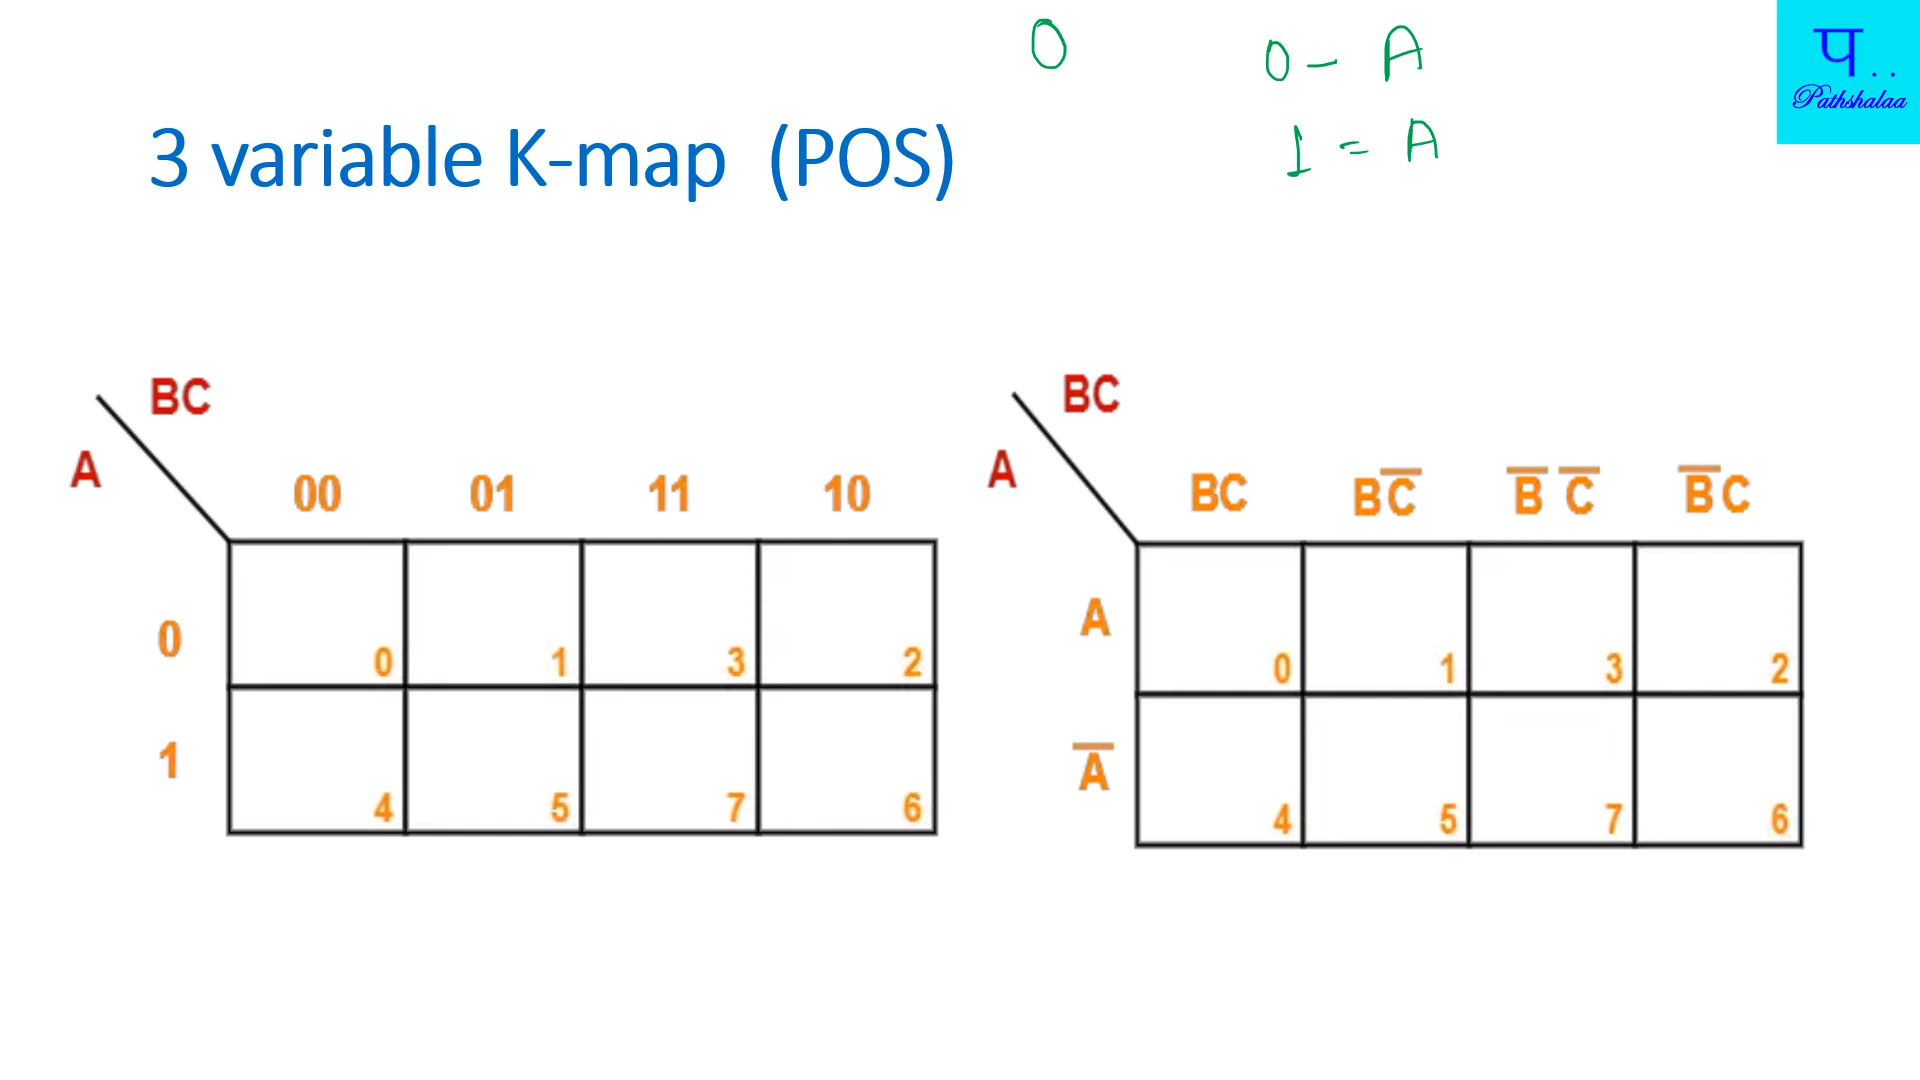 0
0 - A
1 = A
प..
Pathshalaa
3 variable K-map (POS)
BC
A
00 01 11 10
0
0 1 3 2
1
4 5 7 6
BC
A
BC BC̅ B̅ C̅ B̅C
A
0 1 3 2
A̅
4 5 7 6